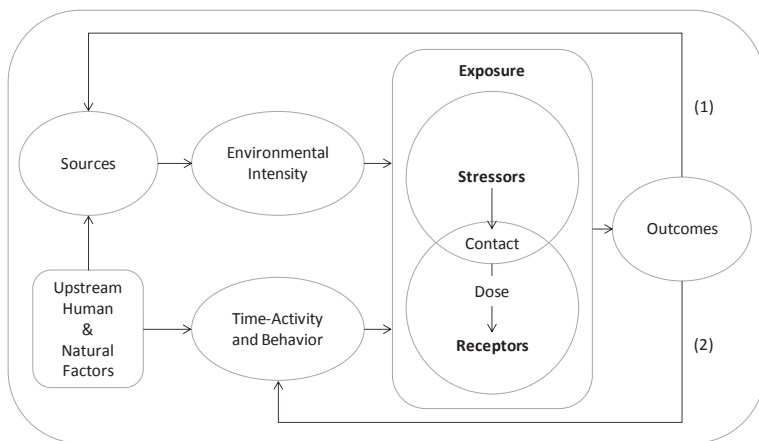 Exposure
(1)
Sources
Environmental
Intensity
Stressors
Contact
Outcomes
Upstream
Human
&
Natural
Factors
Time-Activity
and Behavior
Dose
Receptors
(2)